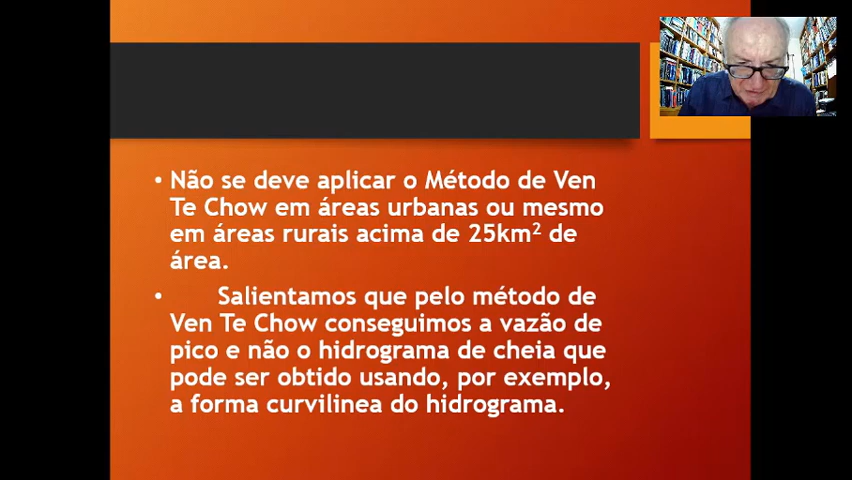 • Não se deve aplicar o Método de Ven
Te Chow em áreas urbanas ou mesmo
em áreas rurais acima de 25km² de
área.
• Salientamos que pelo método de
Ven Te Chow conseguimos a vazão de
pico e não o hidrograma de cheia que
pode ser obtido usando, por exemplo,
a forma curvilinea do hidrograma.